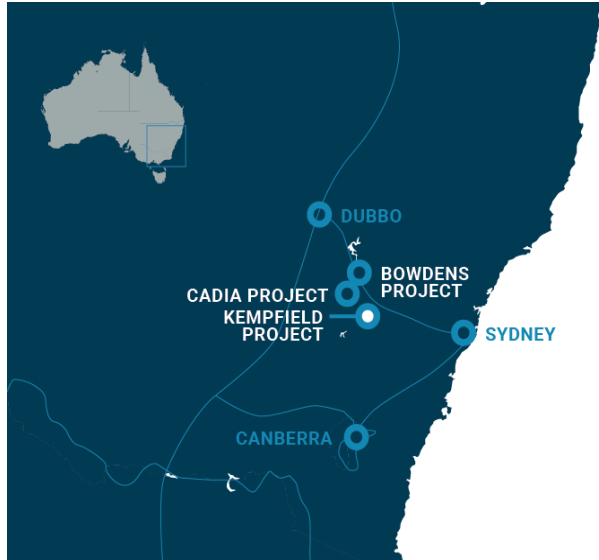 DUBBO
BOWDENS
PROJECT
CADIA PROJECT
KEMPFIELD
PROJECT
SYDNEY
CANBERRA